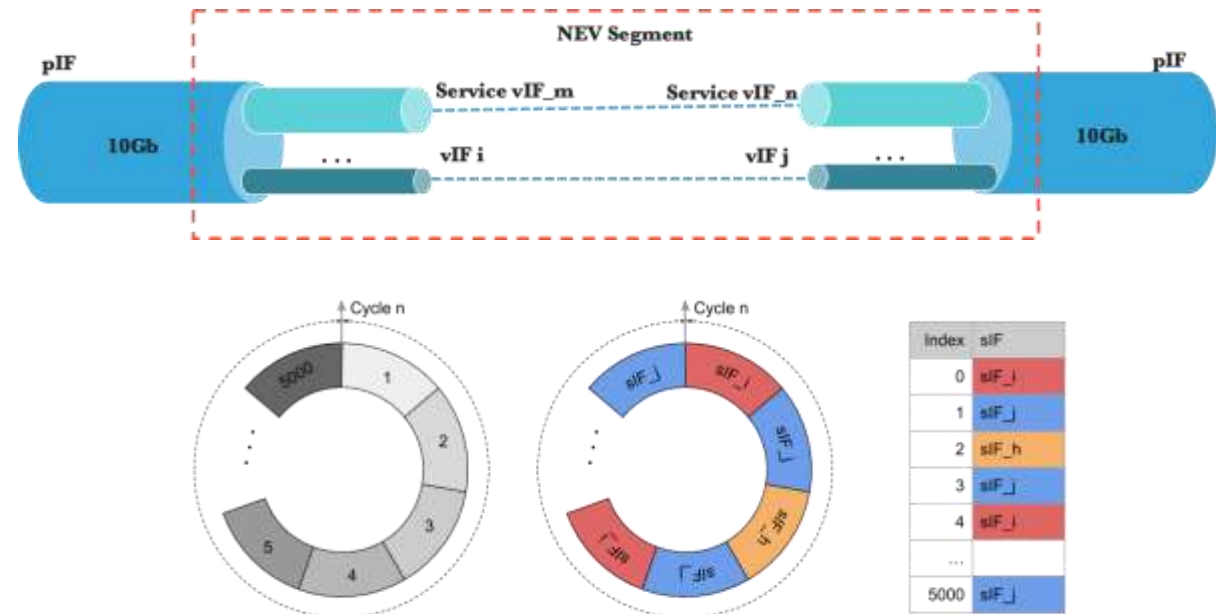 NEV Segment
pIF
pIF
Service vIF_m
Service vIF_n
10Gb
10Gb
...
vIF i
vIF j
...
Cycle n
5000
1
2
3
4
5
...
Cycle n
sIF_j
sIF_i
sIF_j
sIF_h
sIF_j
sIF_i
...
Index sIF
0 sIF_i
1 sIF_j
2 sIF_h
3 sIF_j
4 sIF_i
...
5000 sIF_j